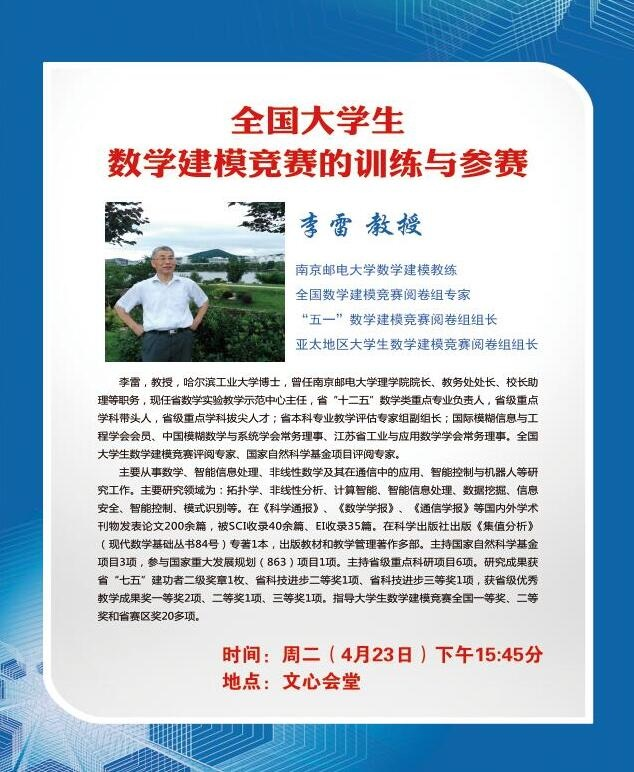 全国大学生
数学建模竞赛的训练与参赛
李雷 教授
南京邮电大学数学建模教练
全国数学建模竞赛阅卷组专家
“五一”数学建模竞赛阅卷组组长
亚太地区大学生数学建模竞赛阅卷组组长
李雷，教授，哈尔滨工业大学博士，曾任南京邮电大学理学院院长、教务处处长、校长助
理等职务，现任省数学实验教学示范中心主任，省“十二五”数学类重点专业负责人，省级重点
学科带头人，省级重点学科拔尖人才；省本科专业教学评估专家组副组长；国际模糊信息与工
程学会会员、中国模糊数学与系统学会常务理事、江苏省工业与应用数学学会常务理事。全国
大学生数学建模竞赛评阅专家、国家自然科学基金项目评阅专家。
主要从事数学、智能信息处理、非线性数学及其在通信中的应用、智能控制与机器人等研
究工作。主要研究领域为：拓扑学、非线性分析、计算智能、智能信息处理、数据挖掘、信息
安全、智能控制、模式识别等。在《科学通报》、《数学学报》、《通信学报》等国内外学术
刊物发表论文200余篇，被SCI收录40余篇、EI收录35篇。在科学出版社出版《集值分析》
（现代数学基础丛书84号）专著1本，出版教材和教学管理著作多部。主持国家自然科学基金
项目3项，参与国家重大发展规划（863）项目1项。主持省级重点科研项目6项。研究成果获
省“七五”建功者二级奖章1枚、省科技进步二等奖1项、省科技进步三等奖1项，获省级优秀
教学成果奖一等奖2项、二等奖1项、三等奖1项。指导大学生数学建模竞赛全国一等奖、二等
奖和省赛区奖20多项。
时间：周二（4月23日）下午15:45分
地点：文心会堂